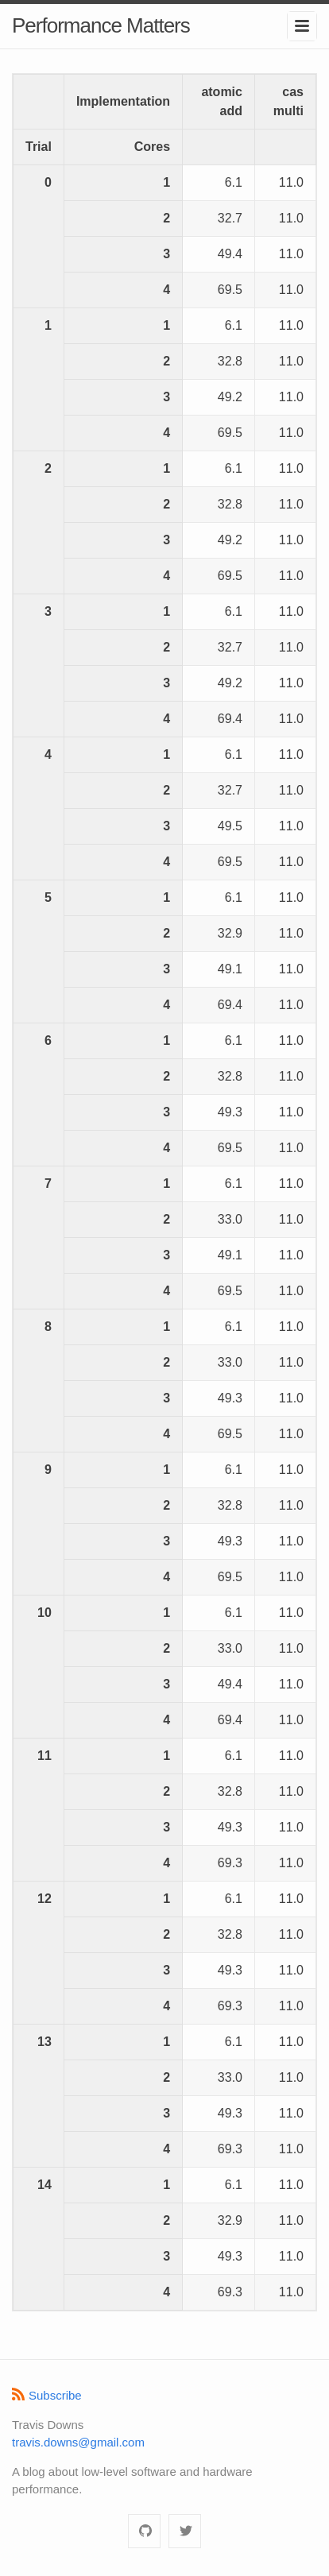 Performance Matters
Implementation atomic add cas multi
Trial Cores
0 1 6.1 11.0
2 32.7 11.0
3 49.4 11.0
4 69.5 11.0
1 1 6.1 11.0
2 32.8 11.0
3 49.2 11.0
4 69.5 11.0
2 1 6.1 11.0
2 32.8 11.0
3 49.2 11.0
4 69.5 11.0
3 1 6.1 11.0
2 32.7 11.0
3 49.2 11.0
4 69.4 11.0
4 1 6.1 11.0
2 32.7 11.0
3 49.5 11.0
4 69.5 11.0
5 1 6.1 11.0
2 32.9 11.0
3 49.1 11.0
4 69.4 11.0
6 1 6.1 11.0
2 32.8 11.0
3 49.3 11.0
4 69.5 11.0
7 1 6.1 11.0
2 33.0 11.0
3 49.1 11.0
4 69.5 11.0
8 1 6.1 11.0
2 33.0 11.0
3 49.3 11.0
4 69.5 11.0
9 1 6.1 11.0
2 32.8 11.0
3 49.3 11.0
4 69.5 11.0
10 1 6.1 11.0
2 33.0 11.0
3 49.4 11.0
4 69.4 11.0
11 1 6.1 11.0
2 32.8 11.0
3 49.3 11.0
4 69.3 11.0
12 1 6.1 11.0
2 32.8 11.0
3 49.3 11.0
4 69.3 11.0
13 1 6.1 11.0
2 33.0 11.0
3 49.3 11.0
4 69.3 11.0
14 1 6.1 11.0
2 32.9 11.0
3 49.3 11.0
4 69.3 11.0
Subscribe
Travis Downs
travis.downs@gmail.com
A blog about low-level software and hardware
performance.